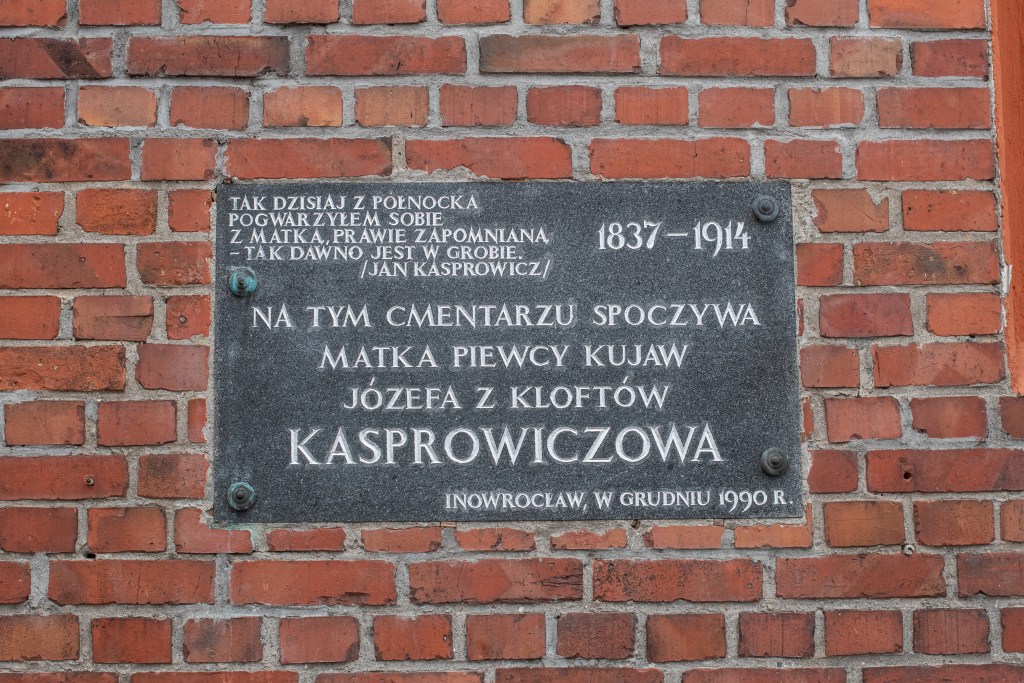 TAK DZISIAJ Z PÓŁNOCKA
POGWARZYŁEM SOBIE
Z MATKĄ, PRAWIE ZAPOMNIANĄ,
- TAK DAWNO JEST W GROBIE.
/JAN KASPROWICZ/
1837-1914
NA TYM CMENTARZU SPOCZYWA
MATKA PIEWCY KUJAW
JÓZEFA Z KLOFTÓW
KASPROWICZOWA
INOWROCŁAW, W GRUDNIU 1990 R.